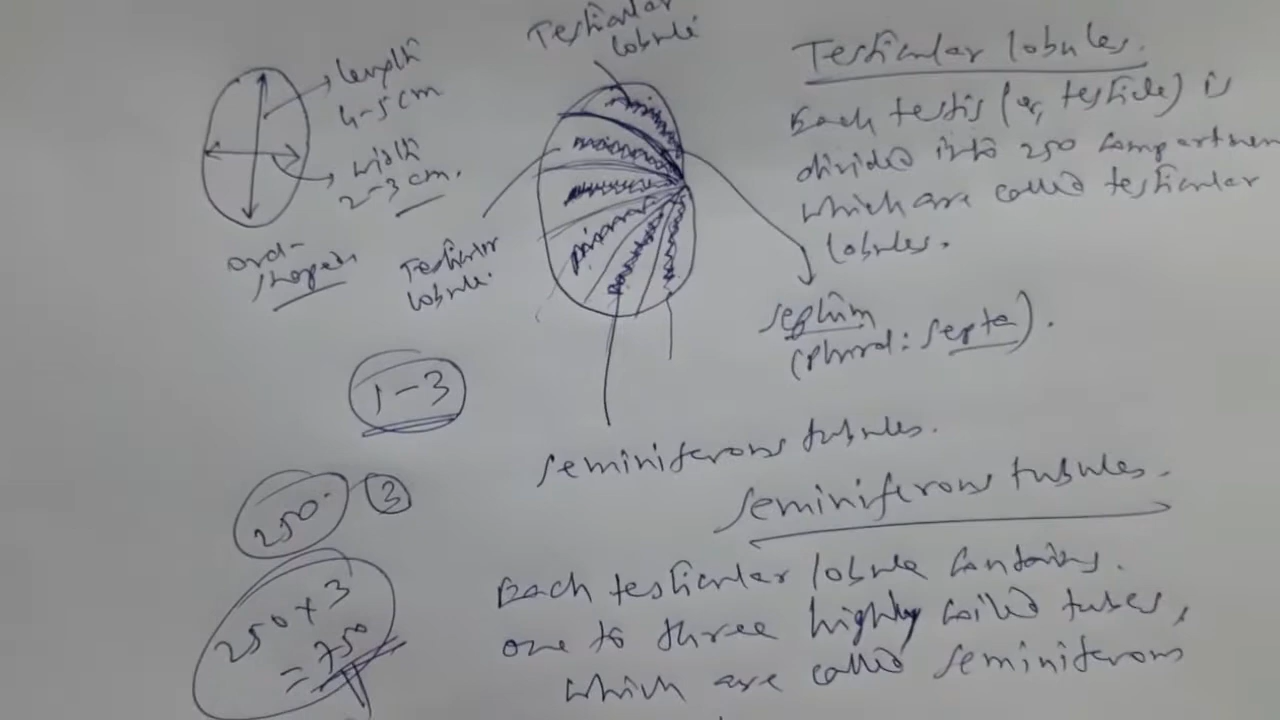 Testicular
lobule
length
4-5 cm
width
2-3 cm.
oval-
shaped
Testicular
lobule.
Testicular lobules.
Each testis (or, testicle) is
divided into 250 compartmen
which are called testicular
lobules.
septum
(plural: septa).
1-3
seminiferous tubules.
250.
3
seminiferous tubules.
250 x 3
= 750
Each testicular lobule contains.
one to three highly coiled tubes,
which are called seminiferous